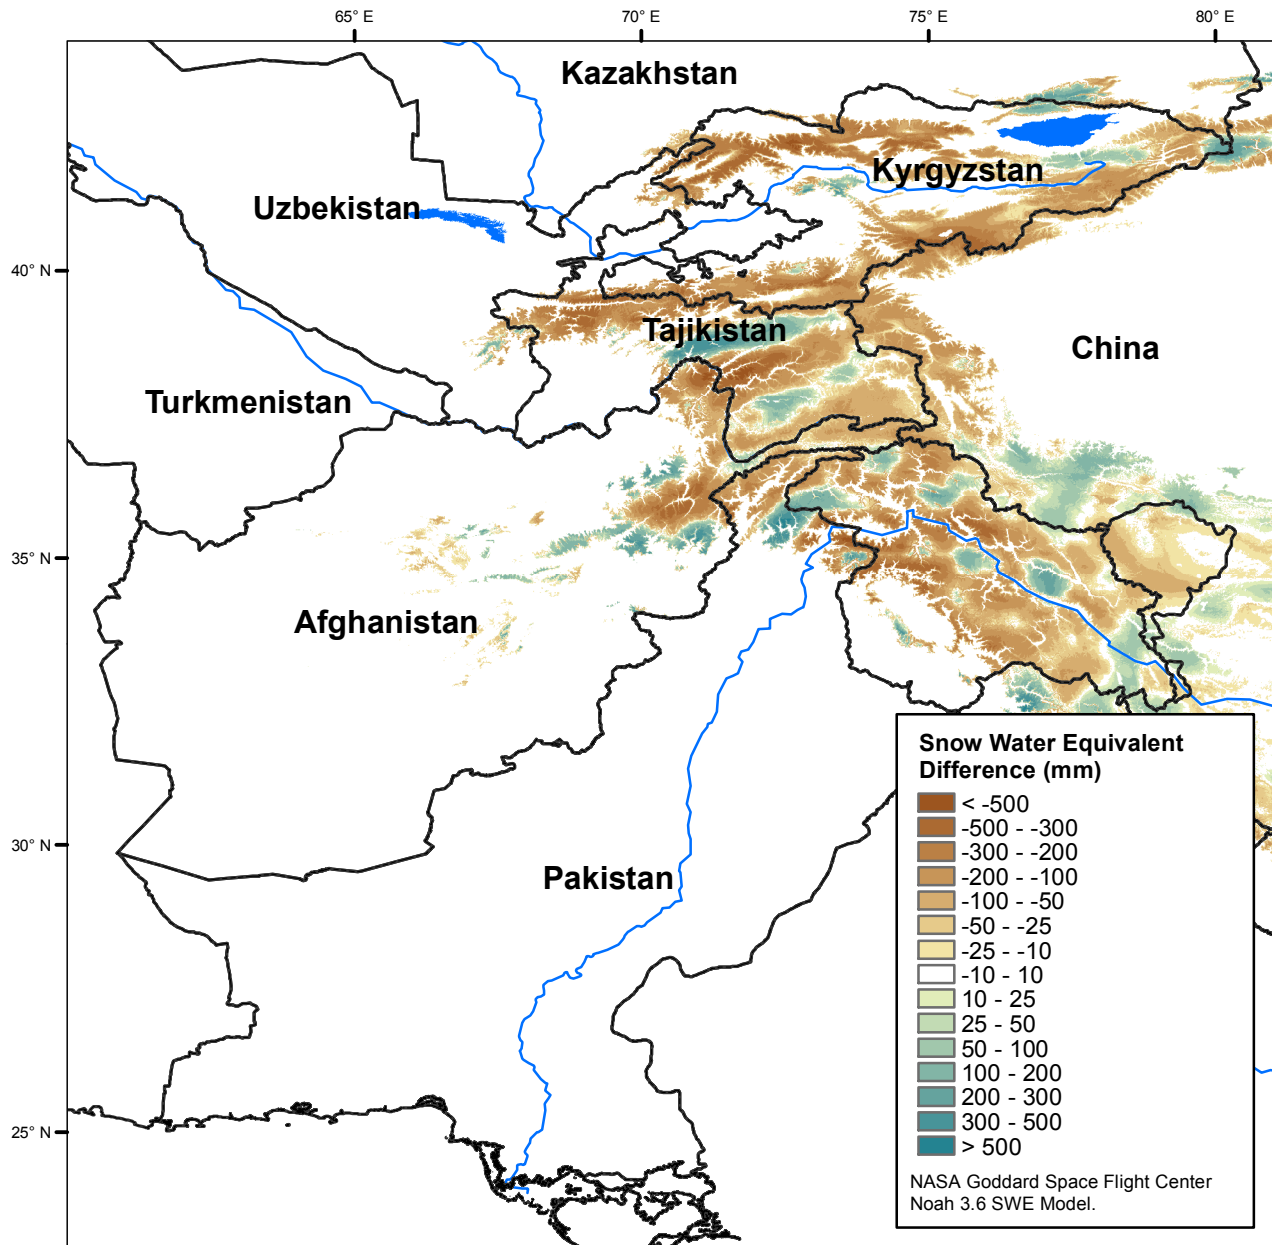 65° E
70° E
75° E
80° E
Kazakhstan
Kyrgyzstan
Uzbekistan
40° N
Tajikistan
China
Turkmenistan
35° N
Afghanistan
Snow Water Equivalent
Difference (mm)
< -500
-500 - -300
-300 - -200
-200 - -100
-100 - -50
-50 - -25
-25 - -10
-10 - 10
10 - 25
25 - 50
50 - 100
100 - 200
200 - 300
300 - 500
> 500
NASA Goddard Space Flight Center
Noah 3.6 SWE Model.
30° N
Pakistan
25° N